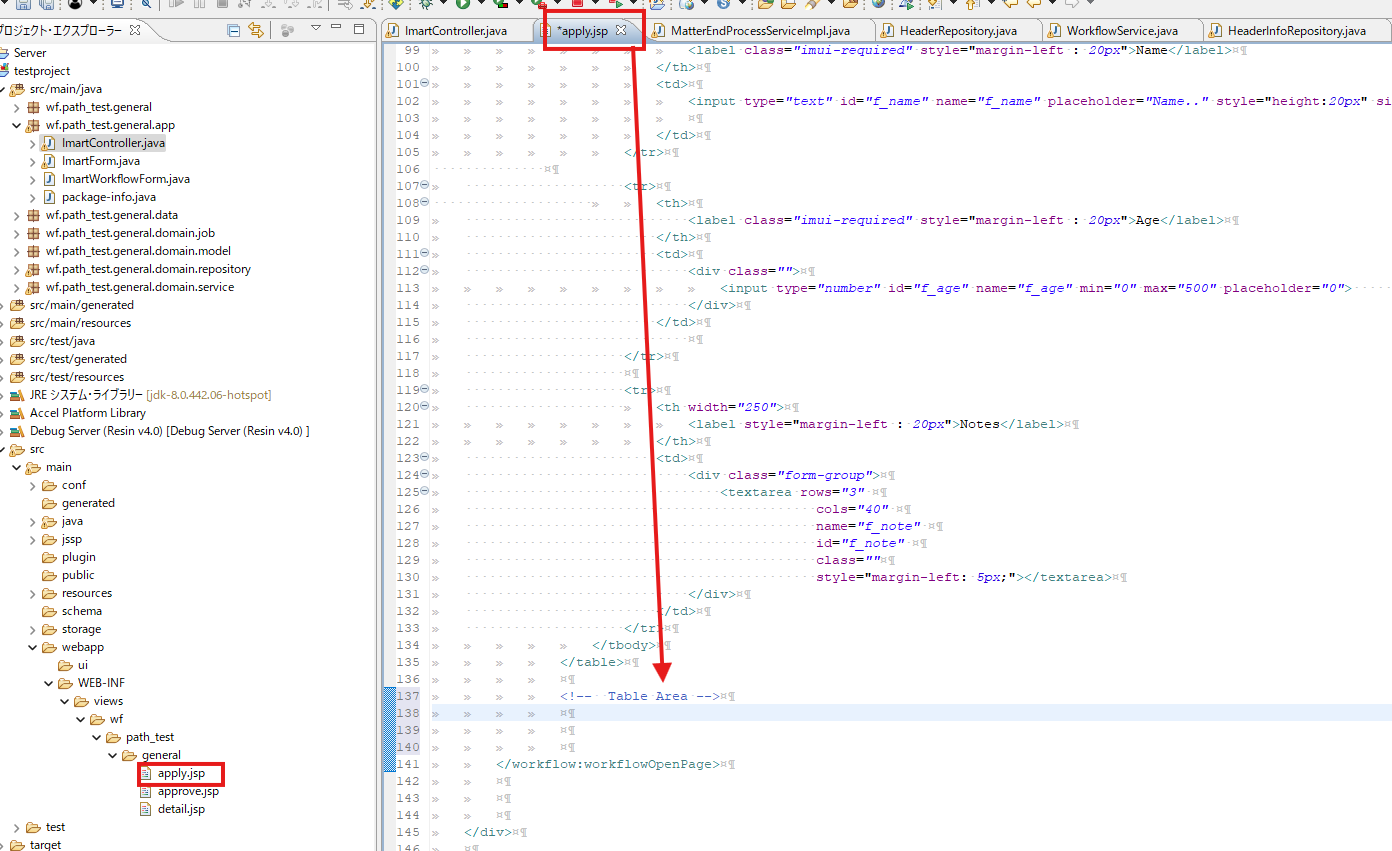 プロジェクト・エクスプローラー
Server
testproject
src/main/java
wf.path_test.general
wf.path_test.general.app
ImartController.java
ImartForm.java
ImartWorkflowForm.java
package-info.java
wf.path_test.general.data
wf.path_test.general.domain.job
wf.path_test.general.domain.model
wf.path_test.general.domain.repository
wf.path_test.general.domain.service
src/main/generated
src/main/resources
src/test/java
src/test/generated
src/test/resources
JRE システム・ライブラリー [jdk-8.0.442.06-hotspot]
Accel Platform Library
Debug Server (Resin v4.0) [Debug Server (Resin v4.0) ]
src
main
conf
generated
java
jssp
plugin
public
resources
schema
storage
webapp
ui
WEB-INF
views
wf
path_test
general
apply.jsp
approve.jsp
detail.jsp
test
target
ImartController.java
*apply.jsp
MatterEndProcessServiceImpl.java
HeaderRepository.java
WorkflowService.java
HeaderInfoRepository.java
99 <label class="imui-required" style="margin-left : 20px">Name</label>
100 </th>
101 <td>
102 <input type="text" id="f_name" name="f_name" placeholder="Name.." style="height:20px" si
103
104 </td>
105 </tr>
106
107 <tr>
108 <th>
109 <label class="imui-required" style="margin-left : 20px">Age</label>
110 </th>
111 <td>
112 <div class="">
113 <input type="number" id="f_age" name="f_age" min="0" max="500" placeholder="0">
114 </div>
115 </td>
116
117 </tr>
118
119 <tr>
120 <th width="250">
121 <label style="margin-left : 20px">Notes</label>
122 </th>
123 <td>
124 <div class="form-group">
125 <textarea rows="3"
126 cols="40"
127 name="f_note"
128 id="f_note"
129 class=""
130 style="margin-left: 5px;"></textarea>
131 </div>
132 </td>
133 </tr>
134 </tbody>
135 </table>
136
137 <!-- Table Area -->
138
139
140
141 </workflow:workflowOpenPage>
142
143
144
145 </div>
146